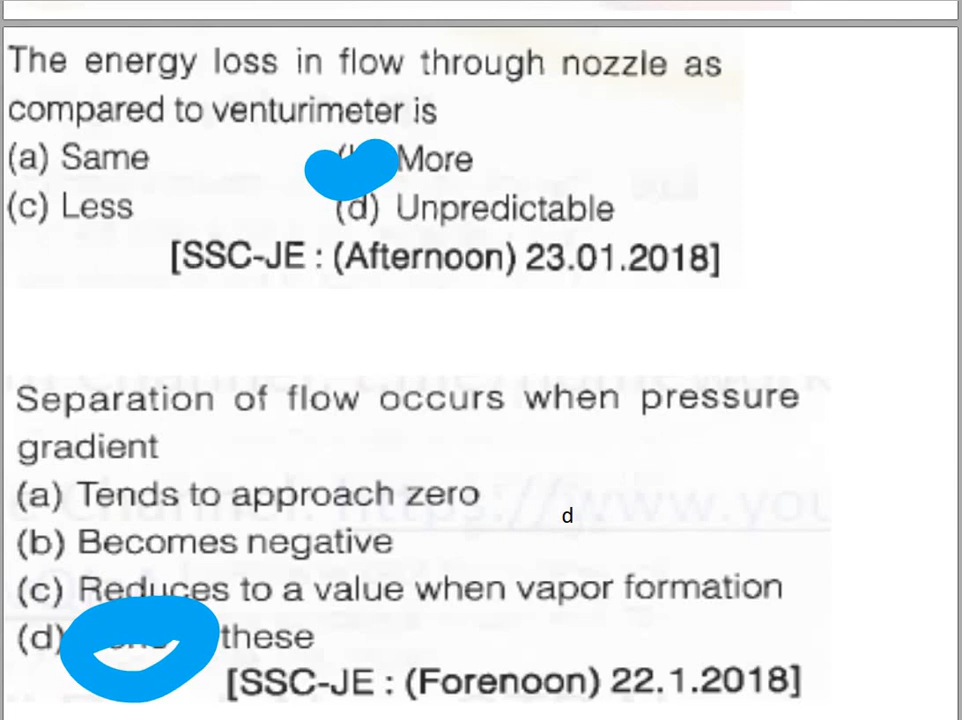 The energy loss in flow through nozzle as
compared to venturimeter is
(a) Same More
(c) Less (d) Unpredictable
[SSC-JE : (Afternoon) 23.01.2018]
Separation of flow occurs when pressure
gradient
(a) Tends to approach zero
d
(b) Becomes negative
(c) Reduces to a value when vapor formation
(d) these
[SSC-JE : (Forenoon) 22.1.2018]